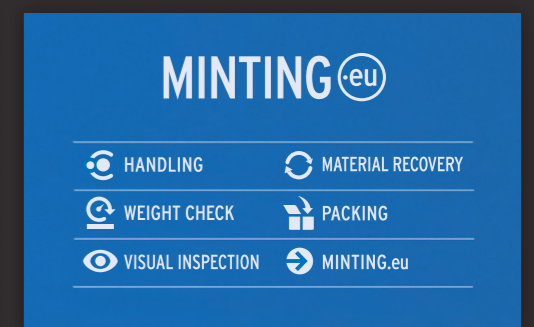 MINTING.eu
HANDLING
MATERIAL RECOVERY
WEIGHT CHECK
PACKING
VISUAL INSPECTION
MINTING.eu